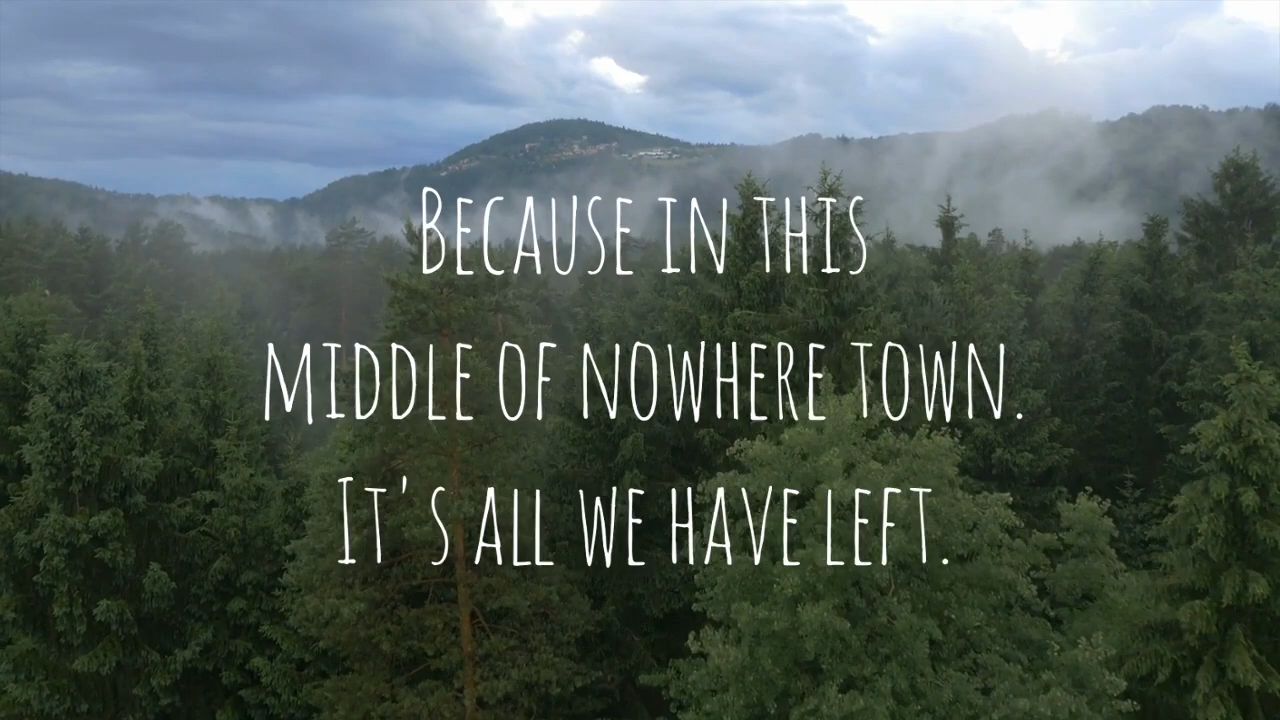 Because in this
middle of nowhere town.
It's all we have left.